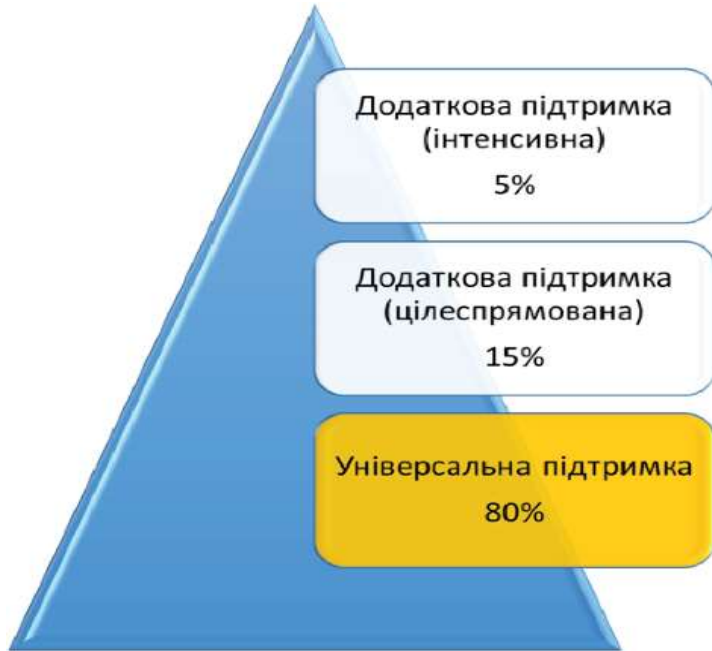 Додаткова підтримка
(інтенсивна)
5%
Додаткова підтримка
(цілеспрямована)
15%
Універсальна підтримка
80%